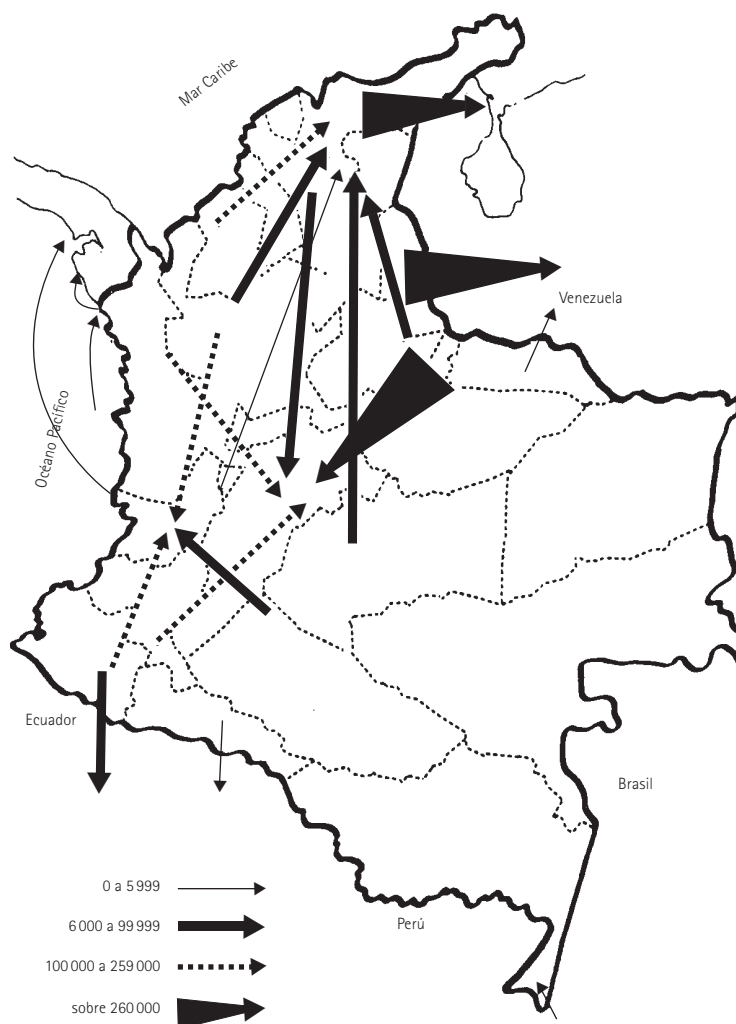 Mar Caribe
Venezuela
Océano Pacífico
Ecuador
Brasil
Perú
0 a 5 999
6 000 a 99 999
100 000 a 259 000
sobre 260 000